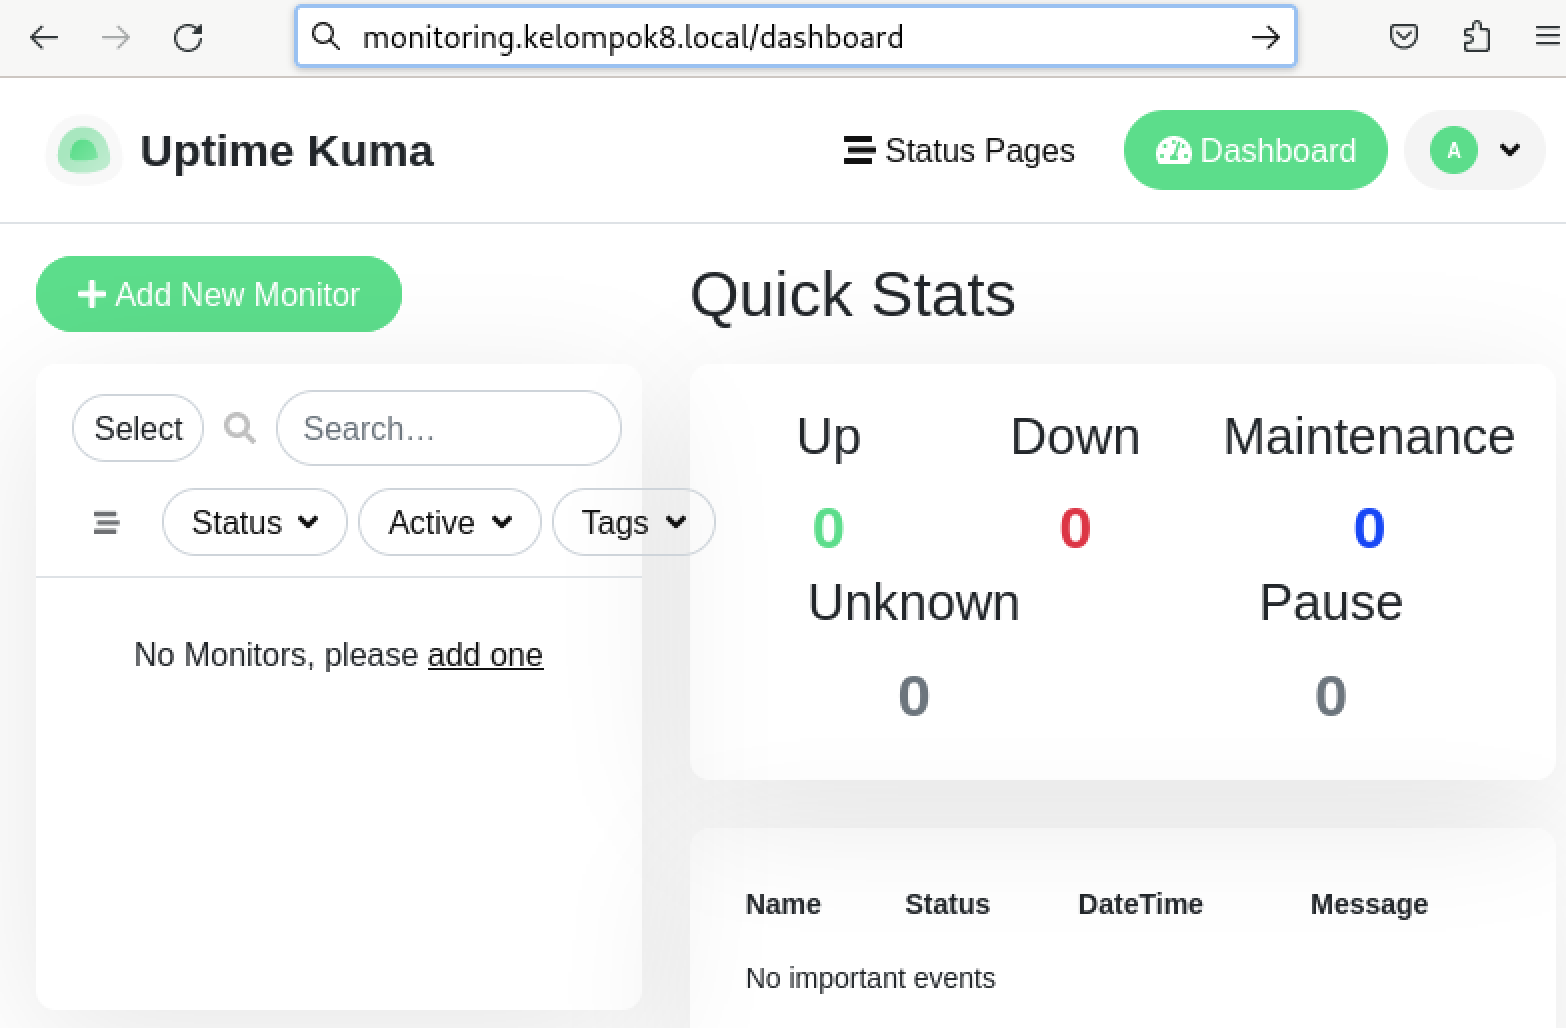 monitoring.kelompok8.local/dashboard
Uptime Kuma
Status Pages
Dashboard
A
Add New Monitor
Quick Stats
Select
Search...
Status
Active
Tags
No Monitors, please add one
Up
Down
Maintenance
0
0
0
Unknown
Pause
0
0
Name Status DateTime Message
No important events